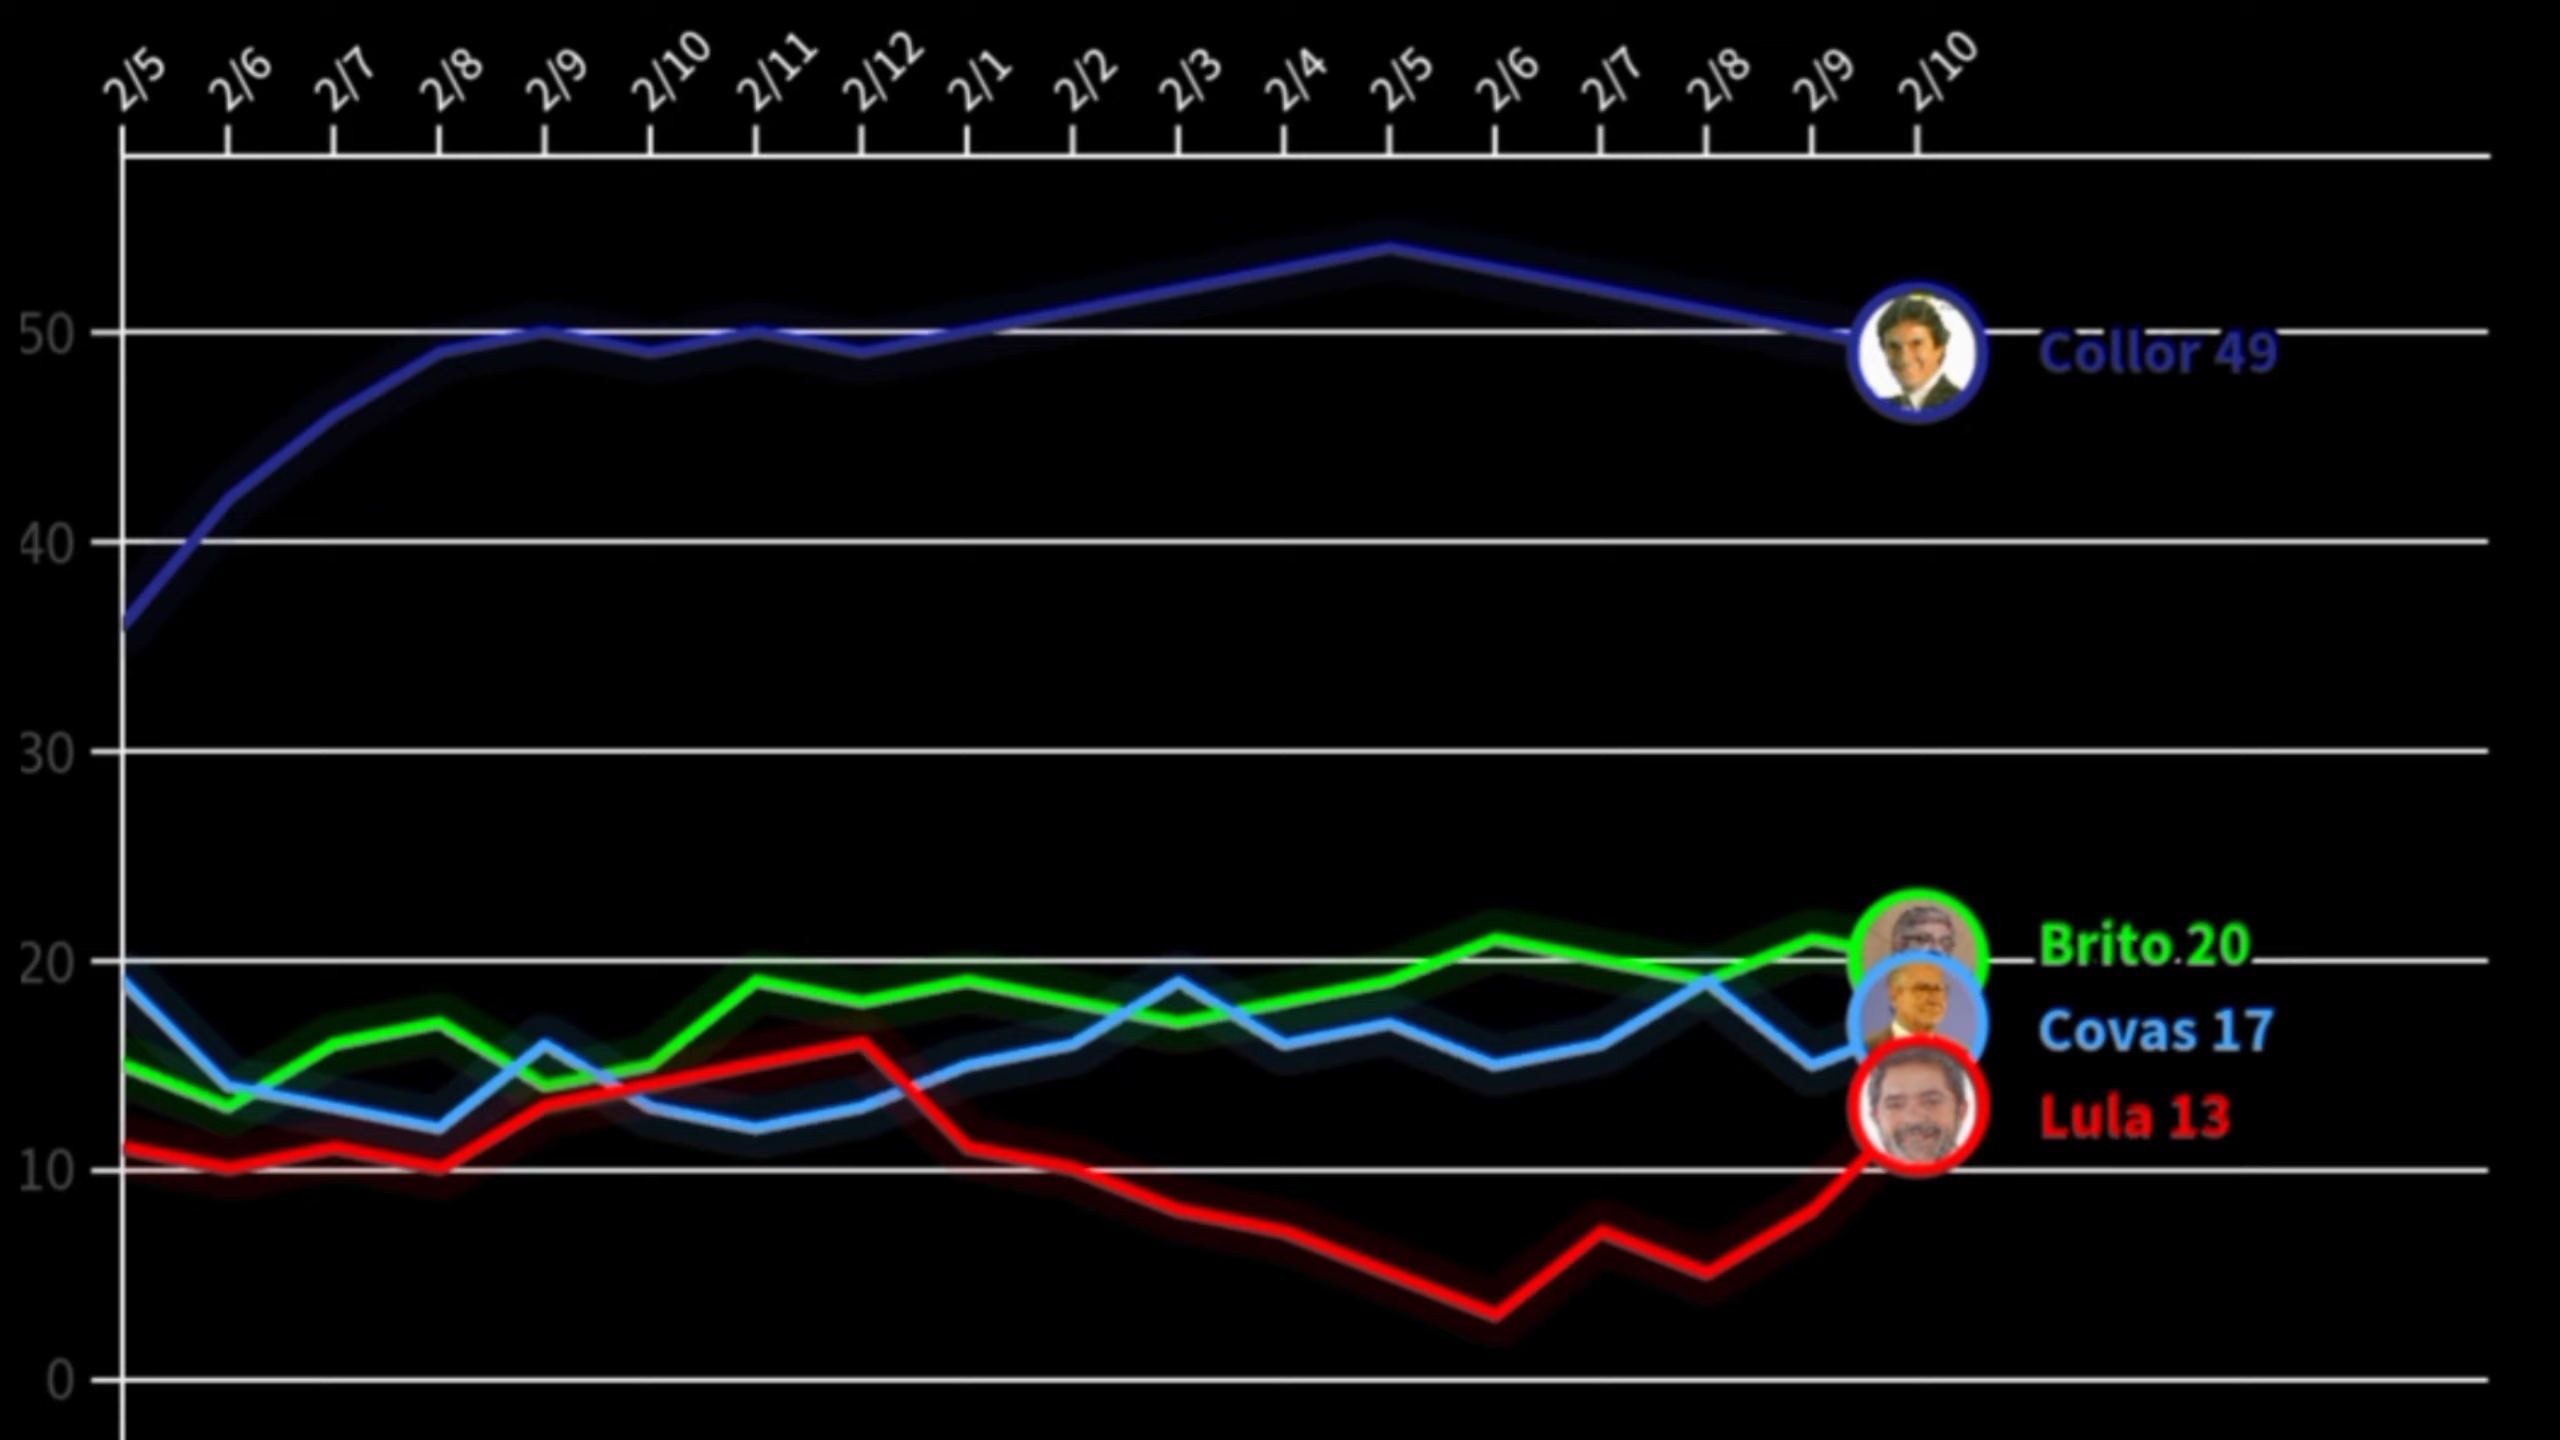 2/5 2/6 2/7 2/8 2/9 2/10 2/11 2/12 2/1 2/2 2/3 2/4 2/5 2/6 2/7 2/8 2/9 2/10
50
Collor 49
40
30
Brito 20
20
Covas 17
Lula 13
10
0